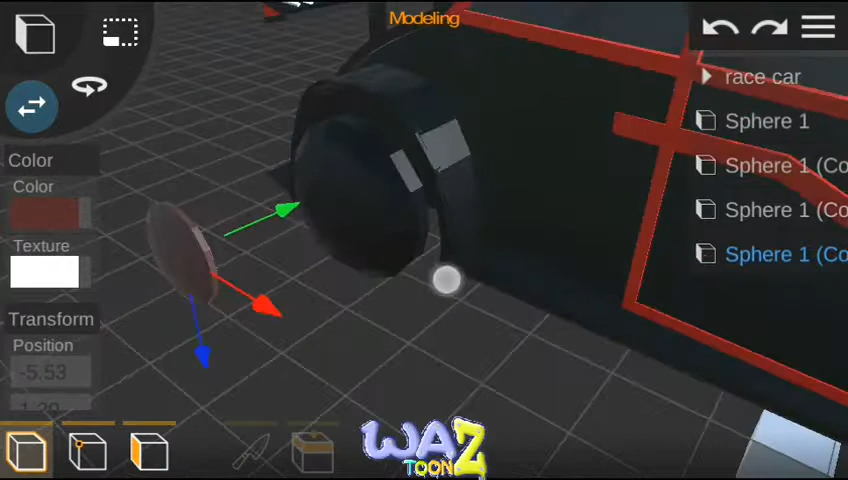 Modeling
race car
Sphere 1
Sphere 1 (Co
Sphere 1 (Co
Sphere 1 (Co
Color
Color
Texture
Transform
Position
-5.53
WAZ
TOON